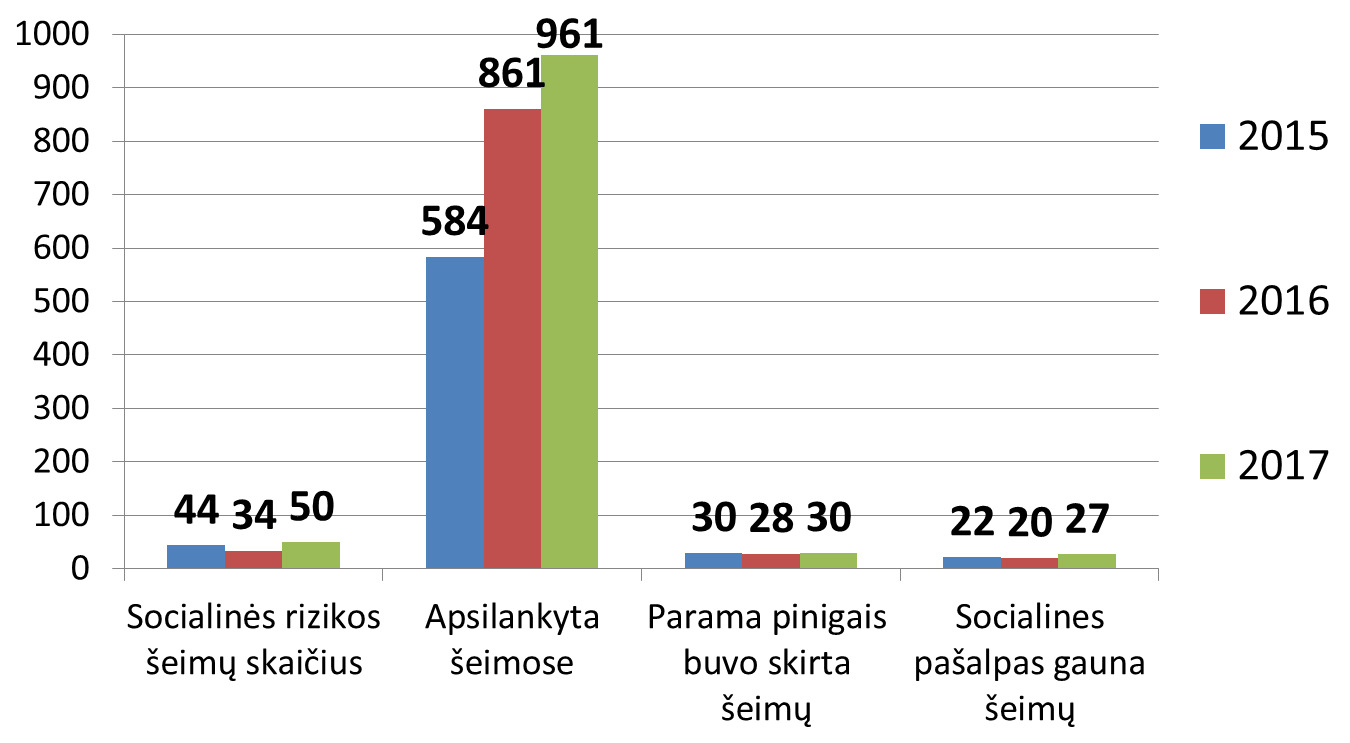 1000
900
800
700
600
500
400
300
200
100
0
44 34 50
584 861 961
30 28 30
22 20 27
Socialinės rizikos
šeimų skaičius
Apsilankyta
šeimose
Parama pinigais
buvo skirta
šeimų
Socialines
pašalpas gauna
šeimų
2015
2016
2017